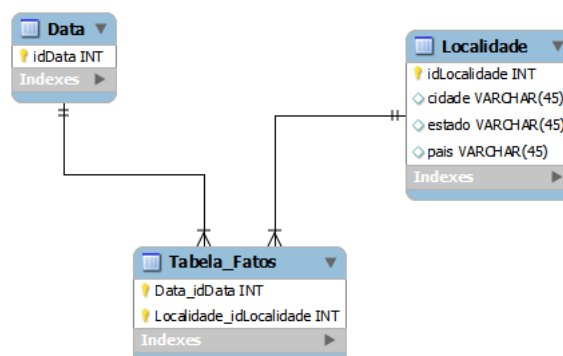 Data
idData INT
Indexes
Localidade
idLocalidade INT
cidade VARCHAR(45)
estado VARCHAR(45)
pais VARCHAR(45)
Indexes
Tabela_Fatos
Data_idData INT
Localidade_idLocalidade INT
Indexes